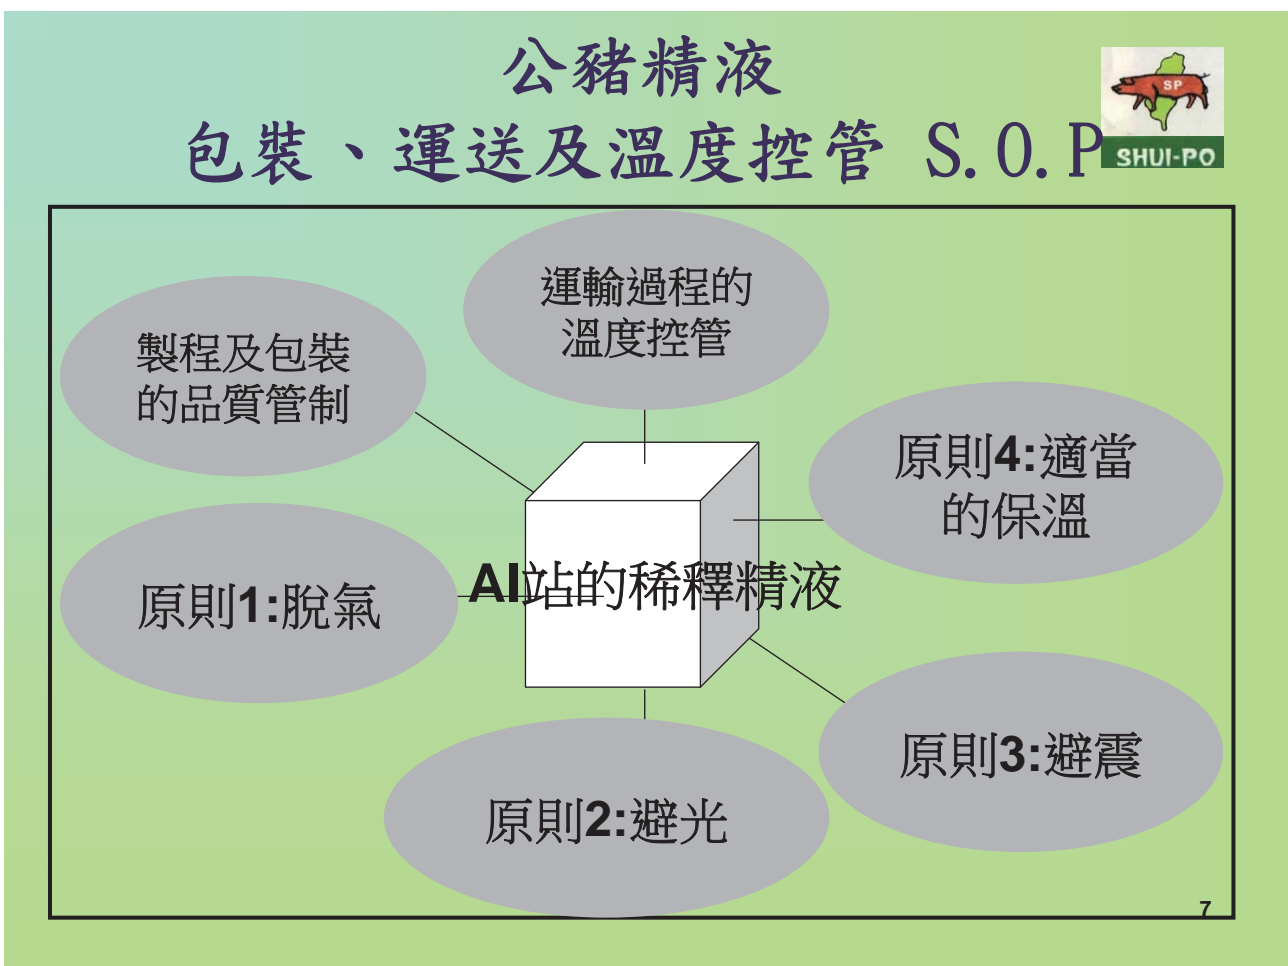 公豬精液
包裝、運送及溫度控管 S.O.P
SP
SHUI-PO
運輸過程的
溫度控管
製程及包裝
的品質管制
原則4:適當
的保溫
AI站的稀釋精液
原則1:脫氣
原則3:避震
原則2:避光
7